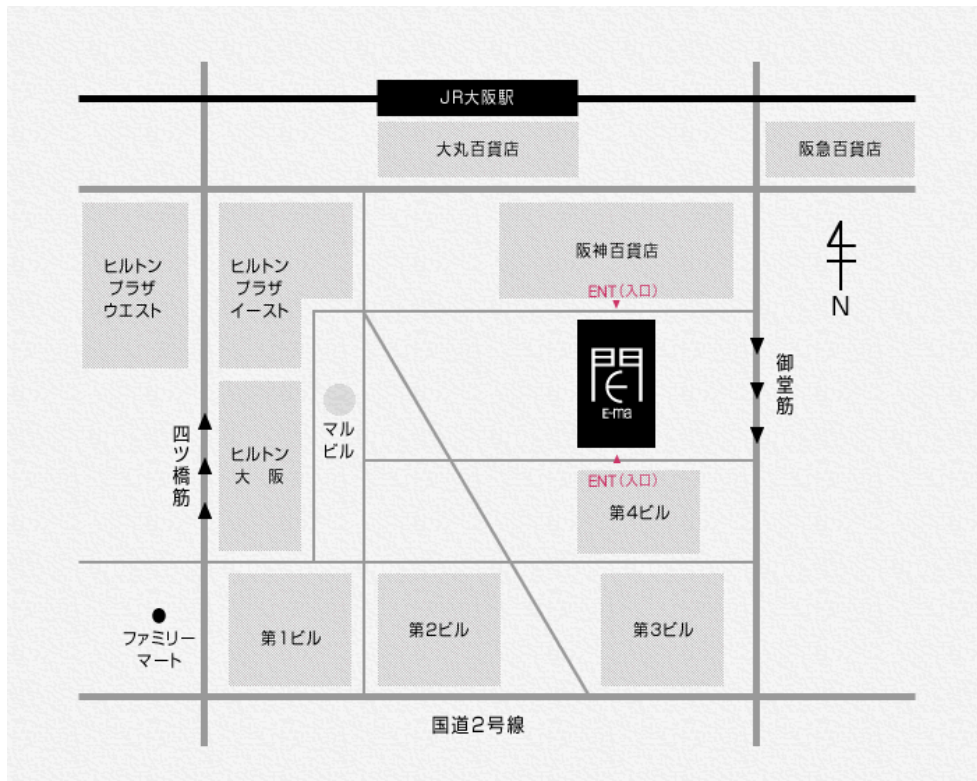 JR大阪駅
大丸百貨店
阪急百貨店
ヒルトン
プラザ
ウエスト
ヒルトン
プラザ
イースト
阪神百貨店
ENT(入口)
N
E-ma
御堂筋
マル
ビル
四ツ橋筋
ヒルトン
大 阪
ENT(入口)
第4ビル
ファミリー
マート
第1ビル
第2ビル
第3ビル
国道2号線